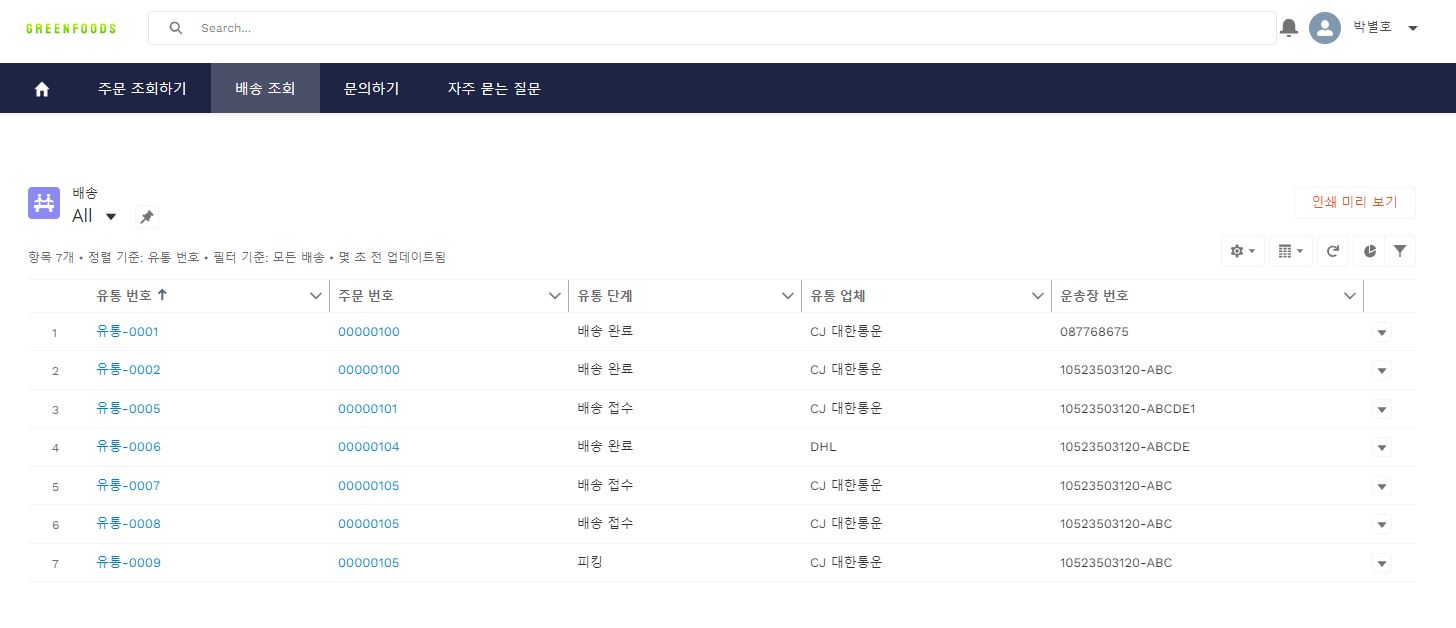 GREENFOODS Search... 박별호
주문 조회하기 배송 조회 문의하기 자주 묻는 질문
배송
All 인쇄 미리 보기
항목 7개 • 정렬 기준: 유통 번호 • 필터 기준: 모든 배송 • 몇 초 전 업데이트됨
유통 번호 주문 번호 유통 단계 유통 업체 운송장 번호
1 유통-0001 00000100 배송 완료 CJ 대한통운 087768675
2 유통-0002 00000100 배송 완료 CJ 대한통운 10523503120-ABC
3 유통-0005 00000101 배송 접수 CJ 대한통운 10523503120-ABCDE1
4 유통-0006 00000104 배송 완료 DHL 10523503120-ABCDE
5 유통-0007 00000105 배송 접수 CJ 대한통운 10523503120-ABC
6 유통-0008 00000105 배송 접수 CJ 대한통운 10523503120-ABC
7 유통-0009 00000105 피킹 CJ 대한통운 10523503120-ABC